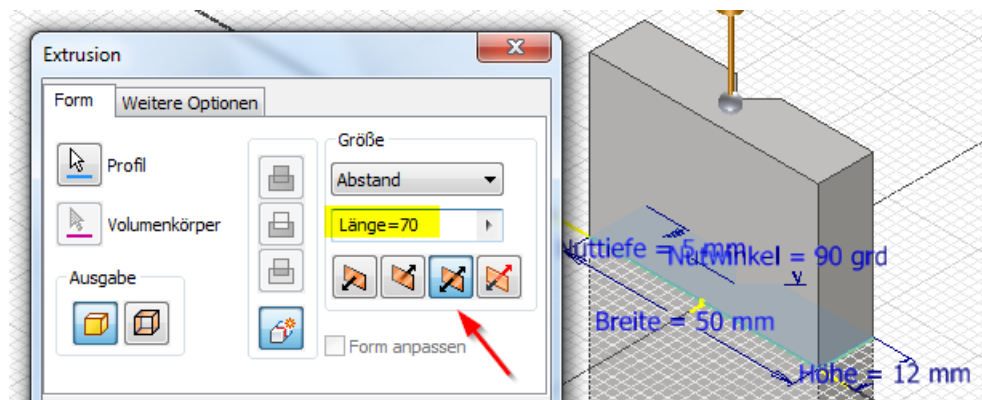 Extrusion
Form
Weitere Optionen
Profil
Volumenkörper
Ausgabe
Größe
Abstand
Länge=70
Form anpassen
Nuttiefe = 5 mm
Nutwinkel = 90 grd
Breite = 50 mm
Höhe = 12 mm